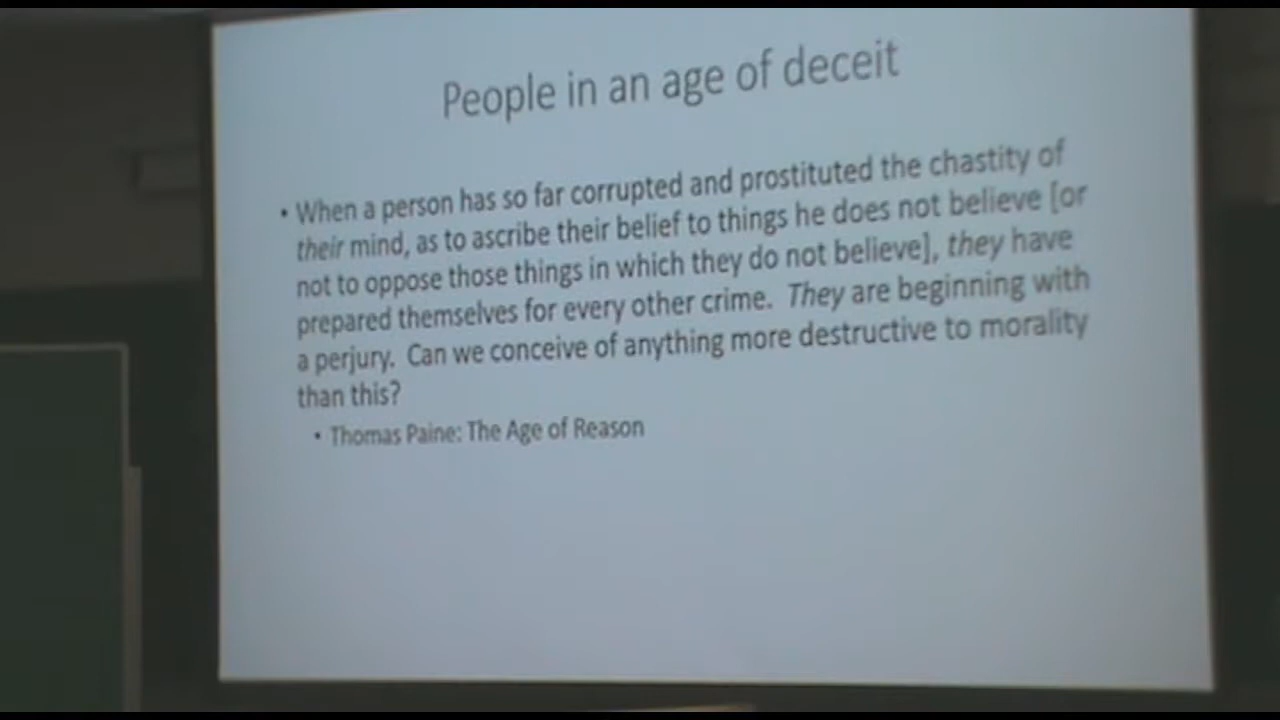 People in an age of deceit
• When a person has so far corrupted and prostituted the chastity of
their mind, as to ascribe their belief to things he does not believe [or
not to oppose those things in which they do not believe], they have
prepared themselves for every other crime. They are beginning with
a perjury. Can we conceive of anything more destructive to morality
than this?
• Thomas Paine: The Age of Reason